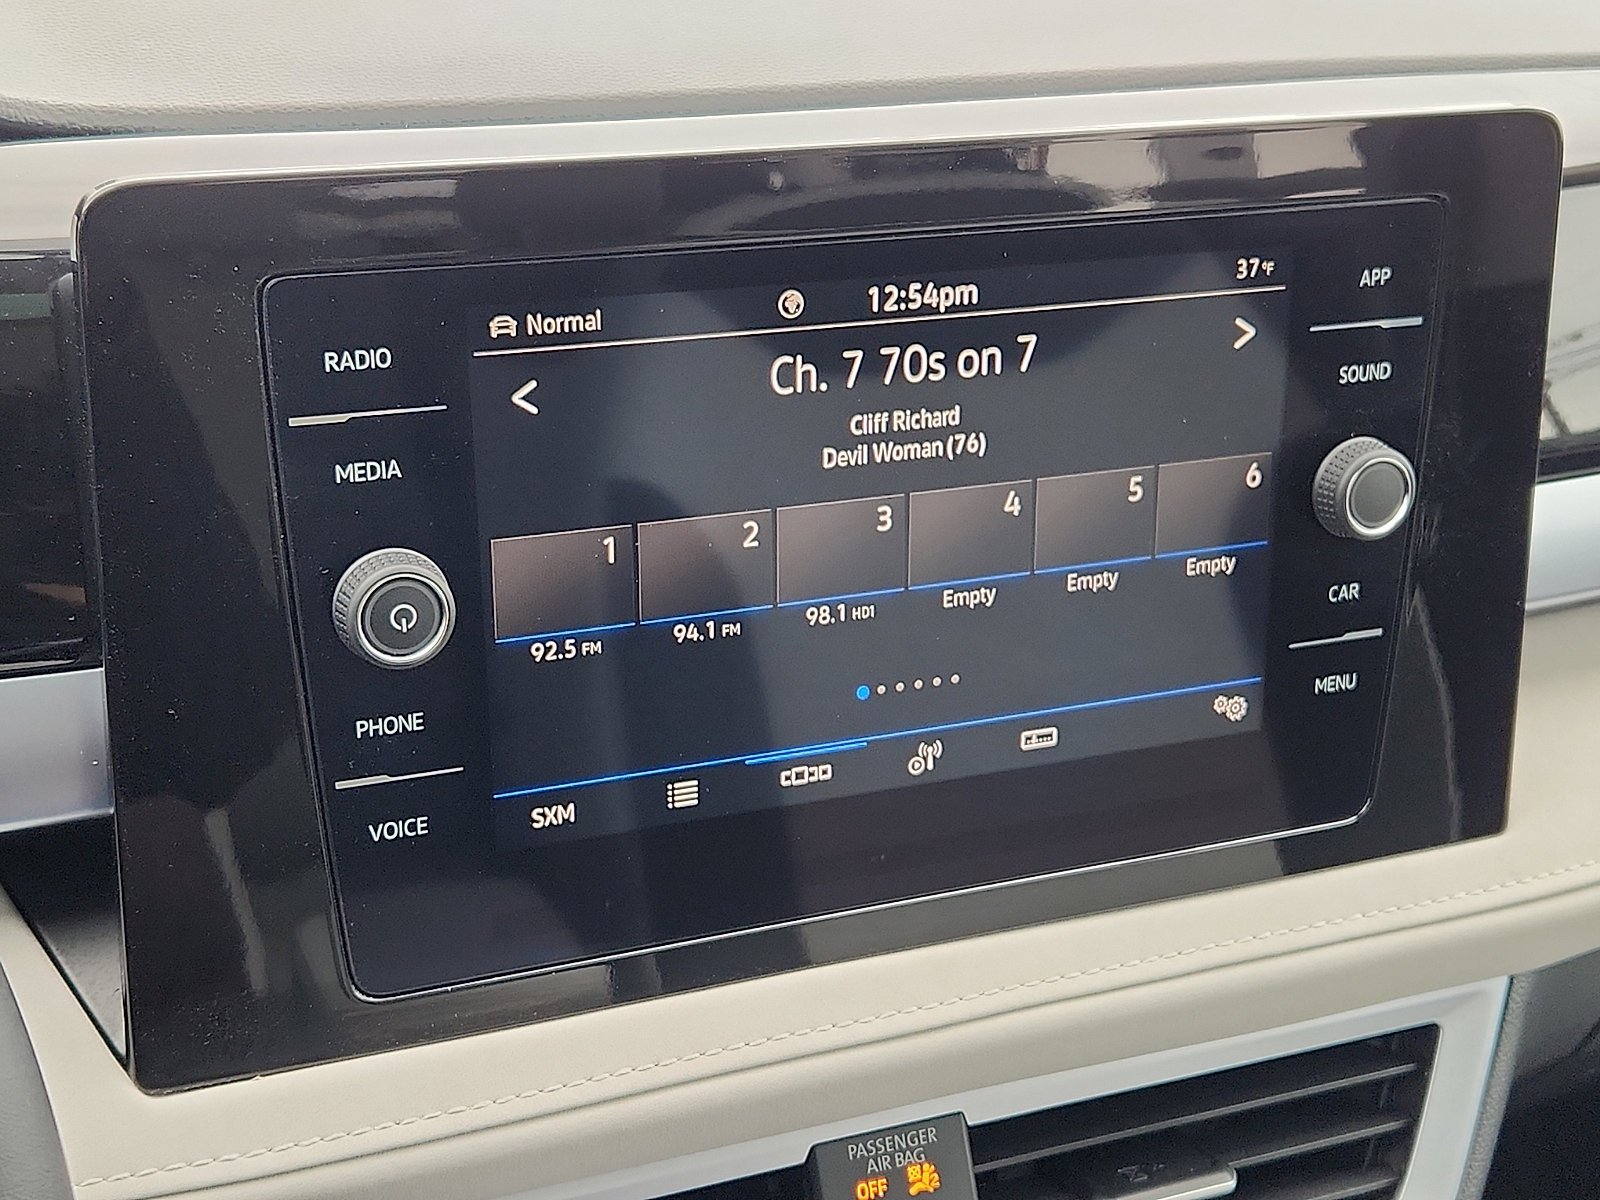 RADIO
MEDIA
PHONE
VOICE
Normal
12:54pm
37°F
Ch. 7 70s on 7
<
>
Cliff Richard
Devil Woman (76)
1
2
3
4
5
6
92.5 FM
94.1 FM
98.1 HD1
Empty
Empty
Empty
SXM
APP
SOUND
CAR
MENU
PASSENGER
AIR BAG
OFF